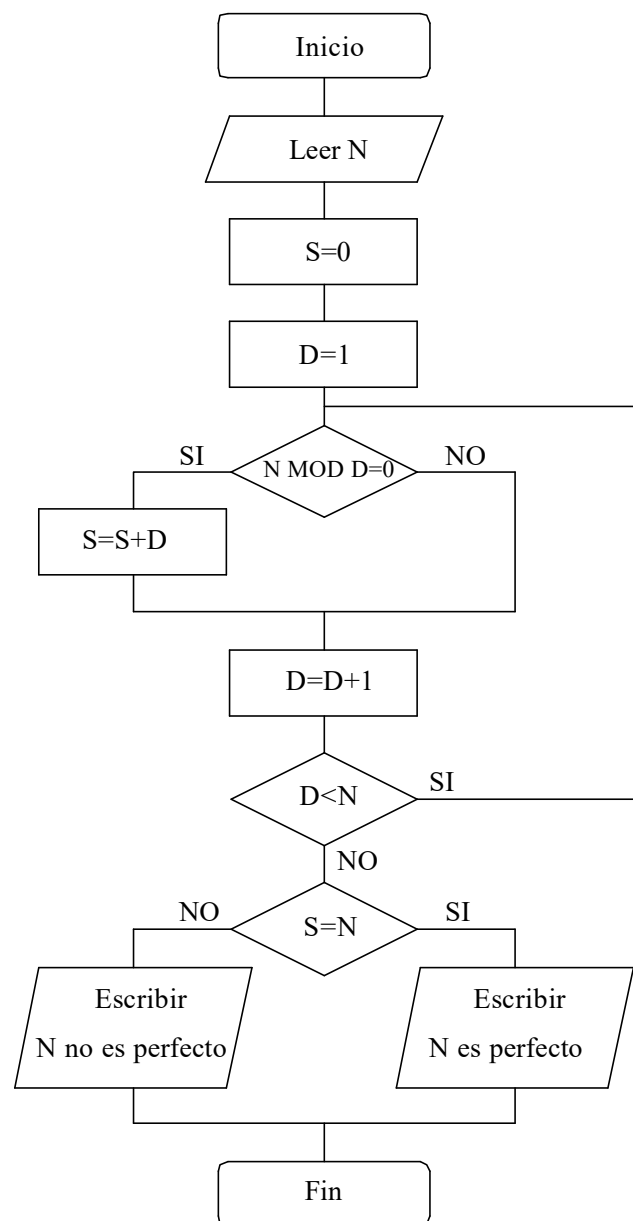 Inicio
Leer N
S=0
D=1
SI
N MOD D=0
NO
S=S+D
D=D+1
D<N
SI
NO
NO
S=N
SI
Escribir
N no es perfecto
Escribir
N es perfecto
Fin